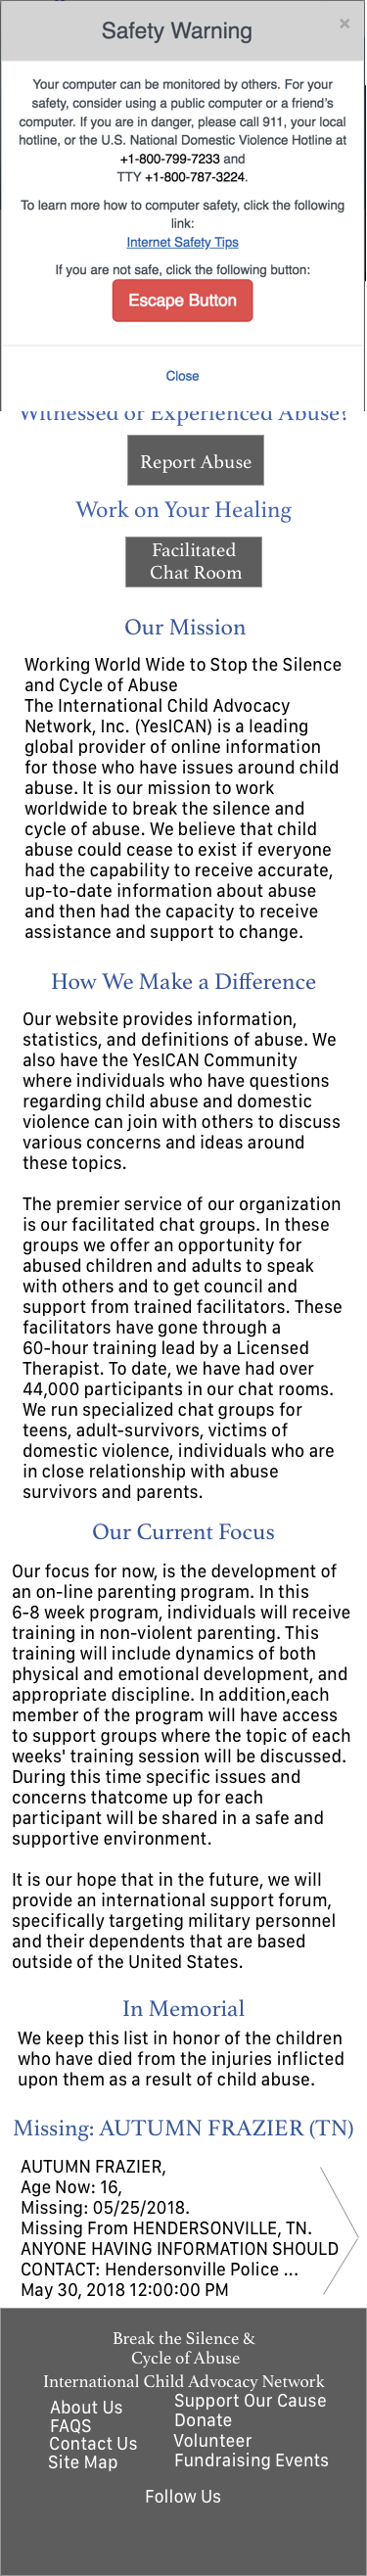 Safety Warning
×
Your computer can be monitored by others. For your
safety, consider using a public computer or a friend's
computer. If you are in danger, please call 911, your local
hotline, or the U.S. National Domestic Violence Hotline at
+1-800-799-7233 and
TTY +1-800-787-3224.
To learn more how to computer safety, click the following
link:
Internet Safety Tips
If you are not safe, click the following button:
Escape Button
Close
Witnessed or Experienced Abuse?
Report Abuse
Work on Your Healing
Facilitated
Chat Room
Our Mission
Working World Wide to Stop the Silence
and Cycle of Abuse
The International Child Advocacy
Network, Inc. (YesICAN) is a leading
global provider of online information
for those who have issues around child
abuse. It is our mission to work
worldwide to break the silence and
cycle of abuse. We believe that child
abuse could cease to exist if everyone
had the capability to receive accurate,
up-to-date information about abuse
and then had the capacity to receive
assistance and support to change.
How We Make a Difference
Our website provides information,
statistics, and definitions of abuse. We
also have the YesICAN Community
where individuals who have questions
regarding child abuse and domestic
violence can join with others to discuss
various concerns and ideas around
these topics.
The premier service of our organization
is our facilitated chat groups. In these
groups we offer an opportunity for
abused children and adults to speak
with others and to get council and
support from trained facilitators. These
facilitators have gone through a
60-hour training lead by a Licensed
Therapist. To date, we have had over
44,000 participants in our chat rooms.
We run specialized chat groups for
teens, adult-survivors, victims of
domestic violence, individuals who are
in close relationship with abuse
survivors and parents.
Our Current Focus
Our focus for now, is the development of
an on-line parenting program. In this
6-8 week program, individuals will receive
training in non-violent parenting. This
training will include dynamics of both
physical and emotional development, and
appropriate discipline. In addition,each
member of the program will have access
to support groups where the topic of each
weeks' training session will be discussed.
During this time specific issues and
concerns thatcome up for each
participant will be shared in a safe and
supportive environment.
It is our hope that in the future, we will
provide an international support forum,
specifically targeting military personnel
and their dependents that are based
outside of the United States.
In Memorial
We keep this list in honor of the children
who have died from the injuries inflicted
upon them as a result of child abuse.
Missing: AUTUMN FRAZIER (TN)
AUTUMN FRAZIER,
Age Now: 16,
Missing: 05/25/2018.
Missing From HENDERSONVILLE, TN.
ANYONE HAVING INFORMATION SHOULD
CONTACT: Hendersonville Police ...
May 30, 2018 12:00:00 PM
Break the Silence &
Cycle of Abuse
International Child Advocacy Network
About Us
FAQS
Contact Us
Site Map
Support Our Cause
Donate
Volunteer
Fundraising Events
Follow Us